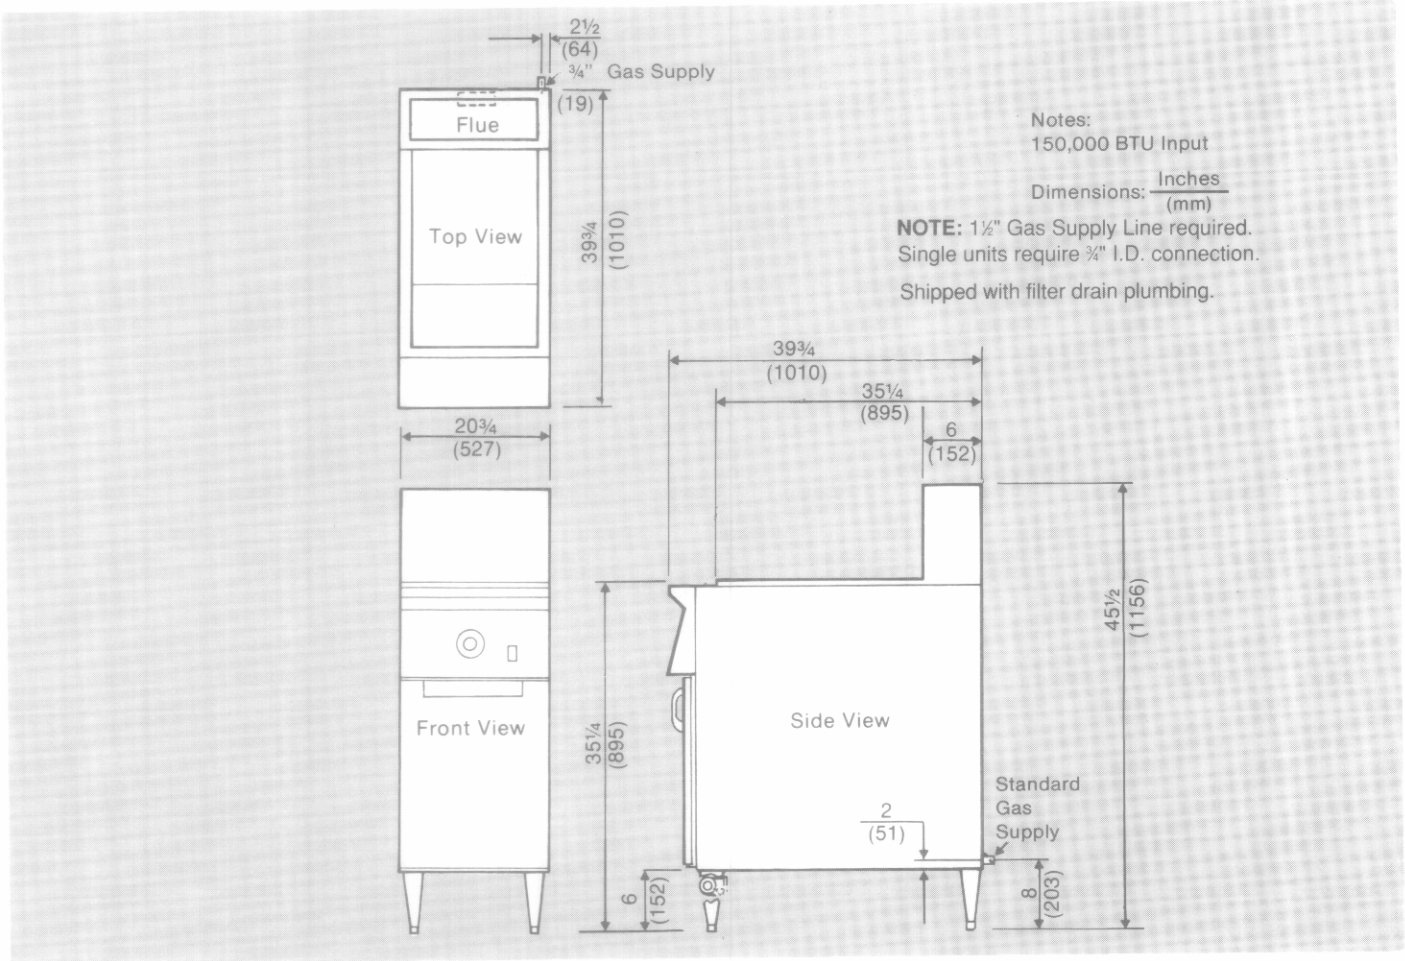 2½
(64)
¾" Gas Supply
(19)
Flue
Top View
39¾
(1010)
Notes:
150,000 BTU Input
Dimensions: Inches
(mm)
NOTE: 1½" Gas Supply Line required.
Single units require ¾" I.D. connection.
Shipped with filter drain plumbing.
39¾
(1010)
35¼
(895)
6
(152)
20¾
(527)
45½
(1156)
Front View
35¼
(895)
Side View
Standard
Gas
Supply
2
(51)
6
(152)
8
(203)